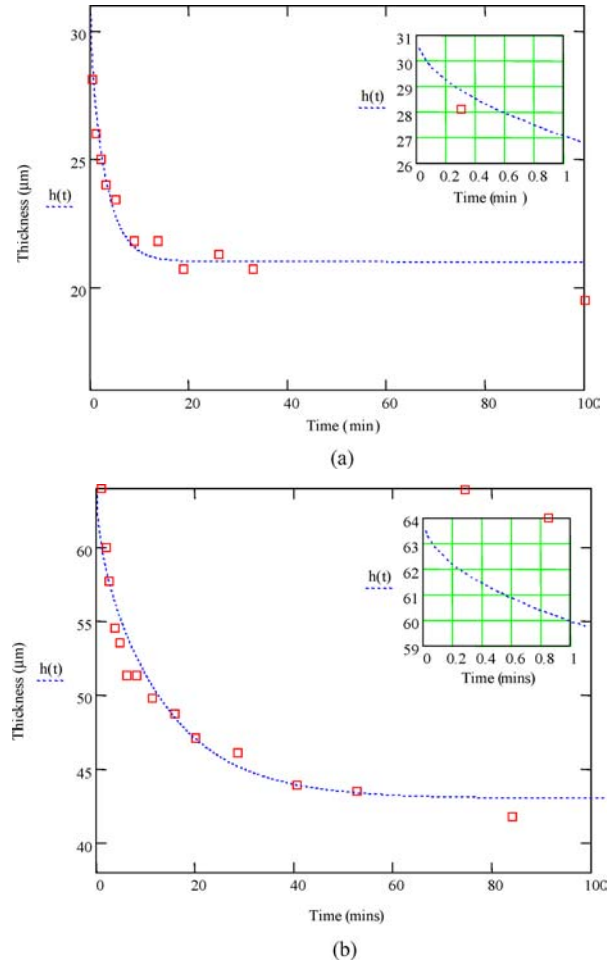 30
25
20
Thickness (μm)
h(t)
0 20 40 60 80 100
Time (min)
31
30
29
28
27
26
h(t)
0 0.2 0.4 0.6 0.8 1
Time (min )
(a)
60
55
50
45
40
Thickness (μm)
h(t)
0 20 40 60 80 100
Time (mins)
64
63
62
61
60
59
h(t)
0 0.2 0.4 0.6 0.8 1
Time (mins)
(b)